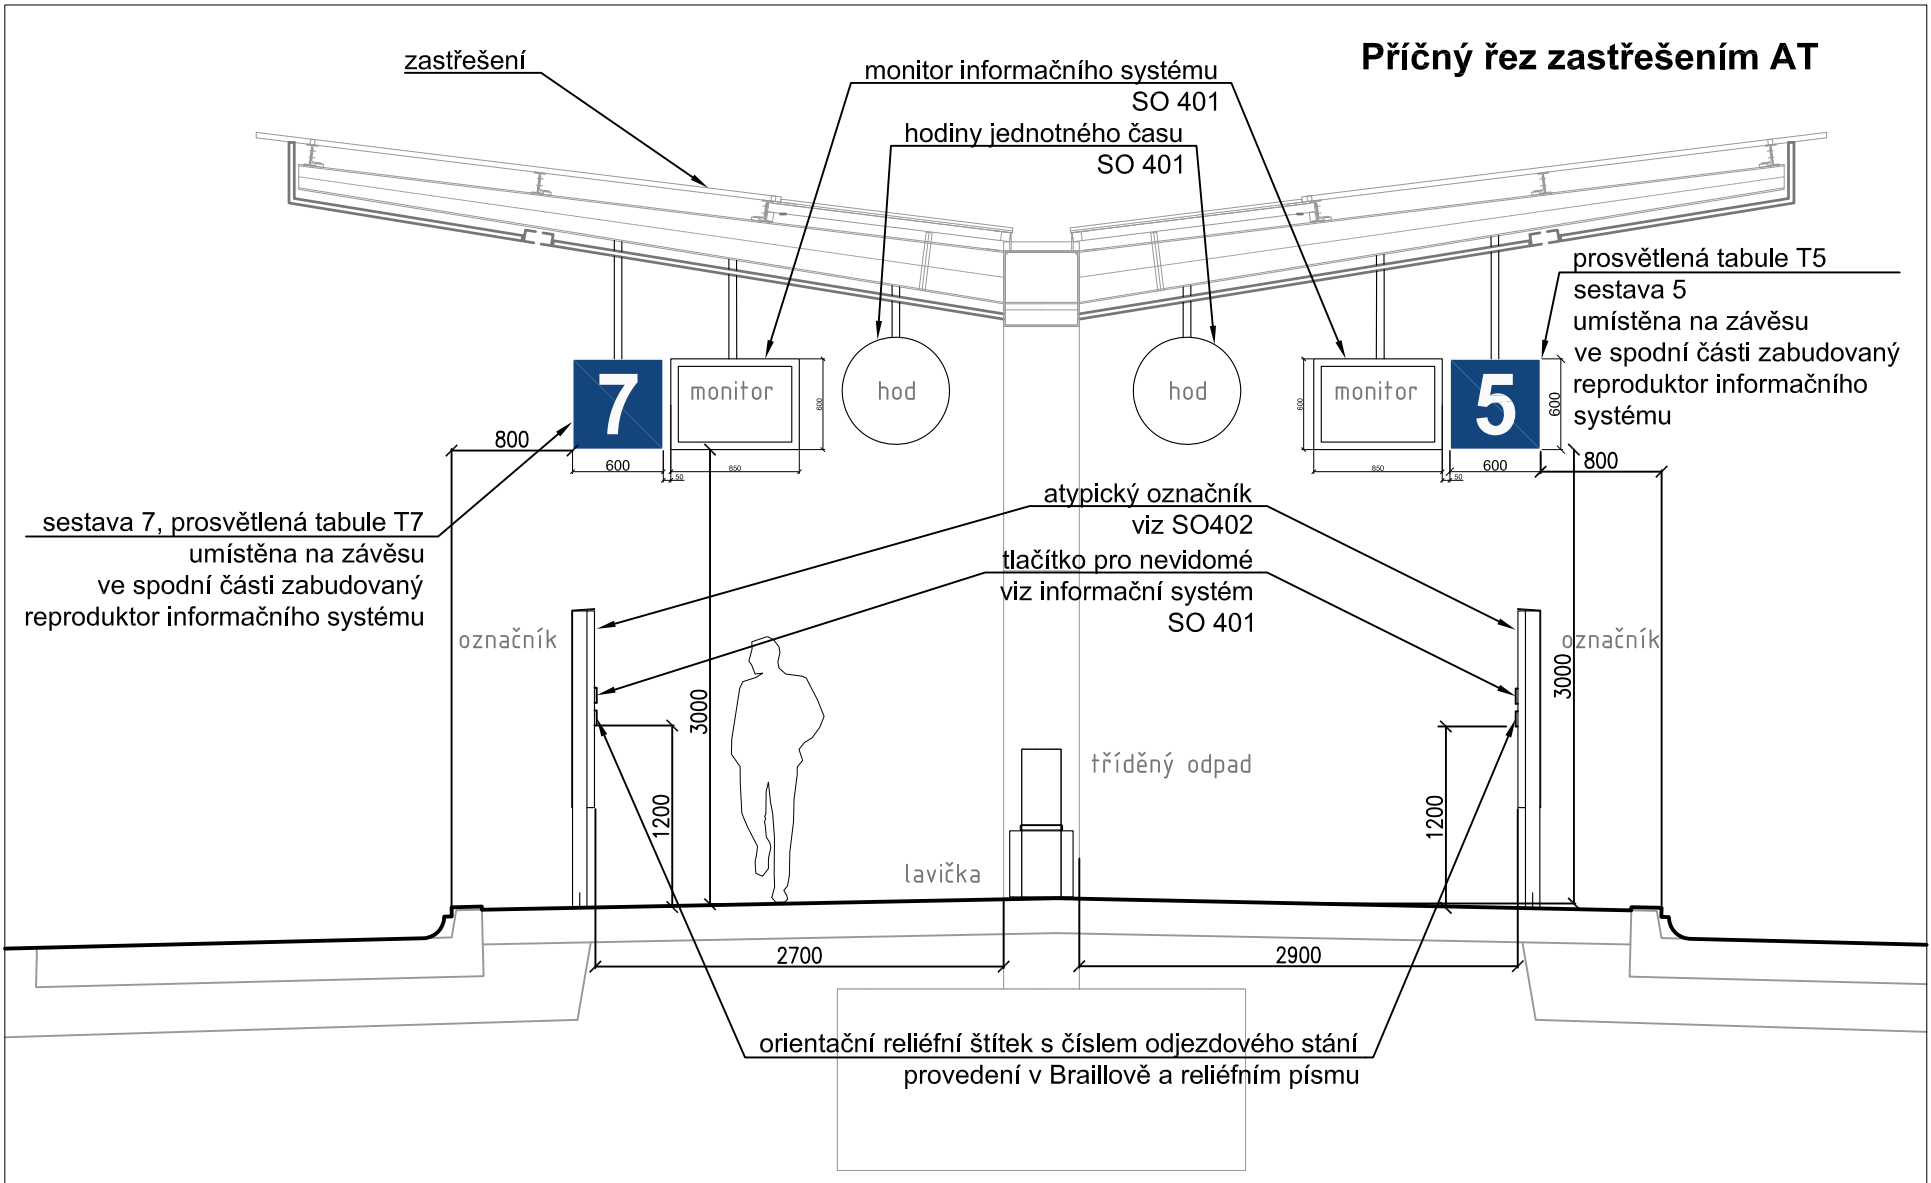 Příčný řez zastřešením AT
zastřešení
monitor informačního systému
SO 401
hodiny jednotného času
SO 401
prosvětlená tabule T5
sestava 5
umístěna na závěsu
ve spodní části zabudovaný
reproduktor informačního
systému
7
monitor
600
hod
hod
600
monitor
5
600
800
600
50
850
850
50
600
800
sestava 7, prosvětlená tabule T7
umístěna na závěsu
ve spodní části zabudovaný
reproduktor informačního systému
atypický označník
viz SO402
tlačítko pro nevidomé
viz informační systém
SO 401
označník
označník
3000
3000
tříděný odpad
1200
1200
lavička
2700
2900
orientační reliéfní štítek s číslem odjezdového stání
provedení v Braillově a reliéfním písmu